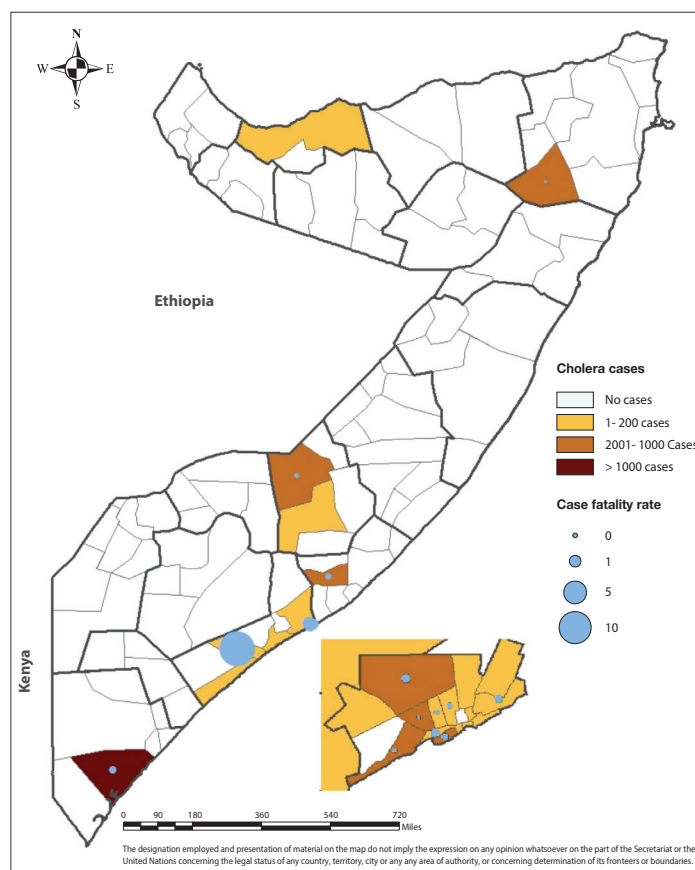 N
W E
S
Ethiopia
Kenya
Cholera cases
No cases
1- 200 cases
2001- 1000 Cases
> 1000 cases
Case fatality rate
0
1
5
10
0 45 90 180 360 540 720
Miles
The designation employed and presentation of material on the map do not imply the expression on any opinion whatsoever on the part of the Secretariat or the
United Nations concerning the legal status of any country, territory, city or any any area of authority, or concerning determination of its fronteers or boundaries.